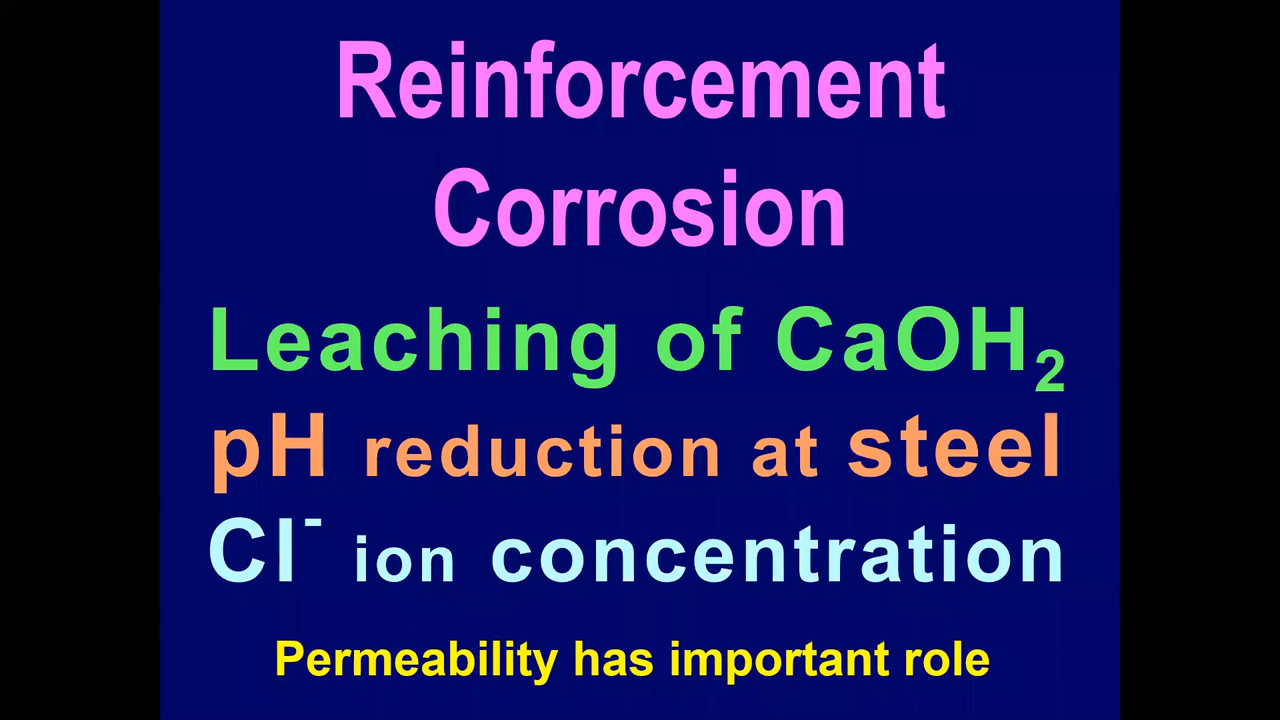 Reinforcement
Corrosion
Leaching of CaOH₂
pH reduction at steel
Cl⁻ ion concentration
Permeability has important role